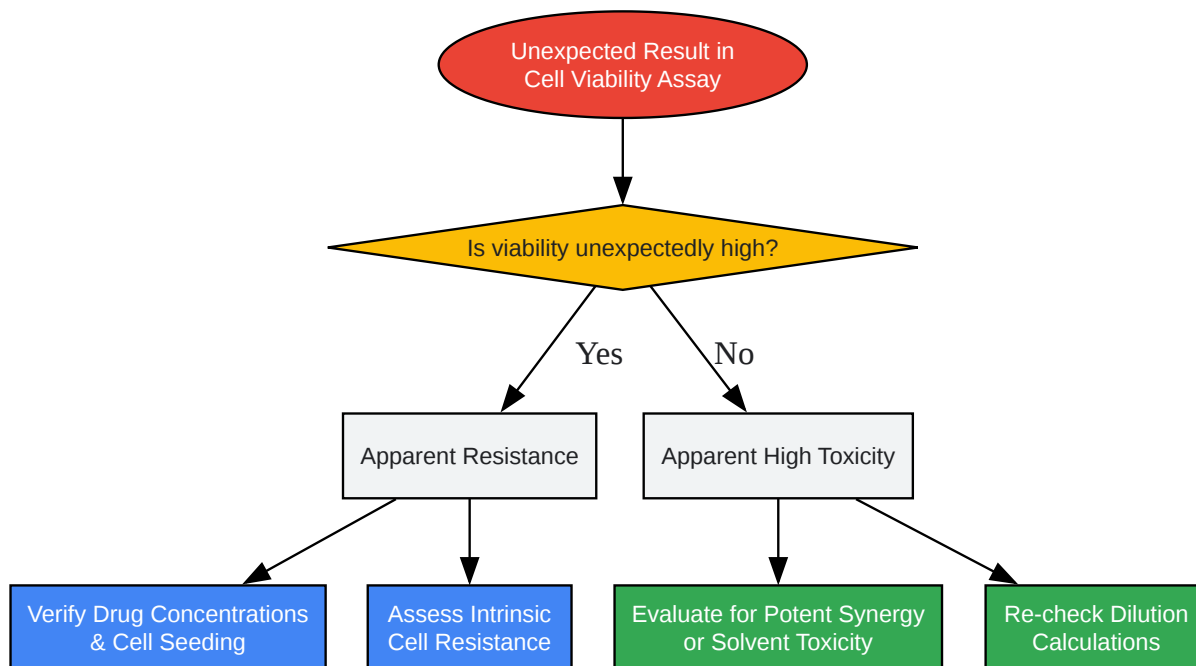 Unexpected Result in
Cell Viability Assay
Is viability unexpectedly high?
Yes
No
Apparent Resistance
Apparent High Toxicity
Verify Drug Concentrations
& Cell Seeding
Assess Intrinsic
Cell Resistance
Evaluate for Potent Synergy
or Solvent Toxicity
Re-check Dilution
Calculations